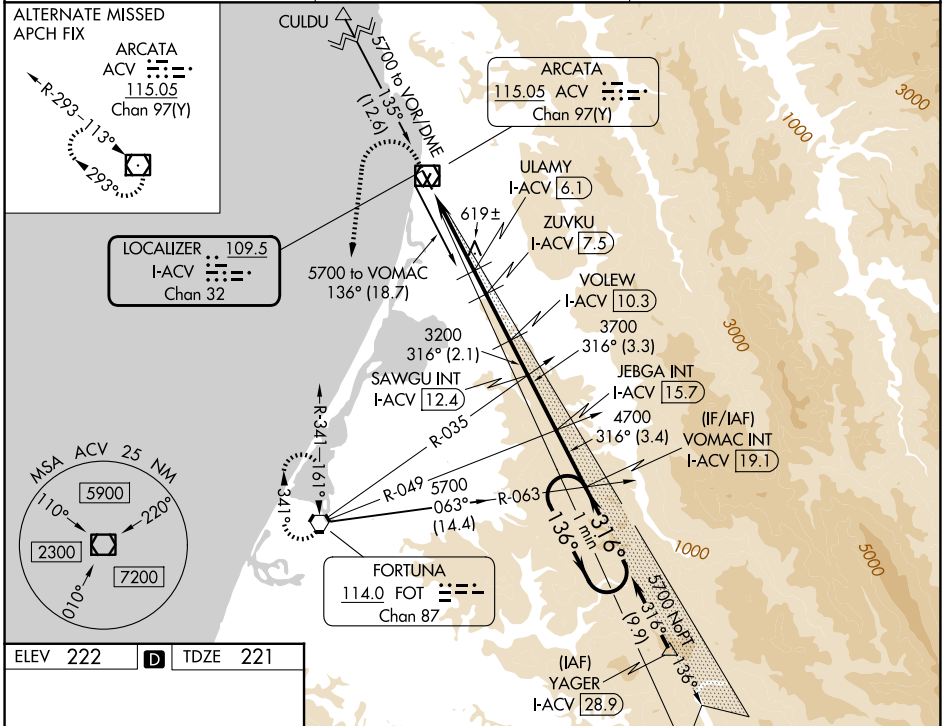 ALTERNATE MISSED
APCH FIX
ARCATA
ACV
115.05
Chan 97(Y)
R-293
113°
293°
CULDU
5700 to VOR/DME
135°
(12.6)
ARCATA
115.05 ACV
Chan 97(Y)
3000
1000
ULAMY
I-ACV 6.1
619±
ZUVKU
I-ACV 7.5
LOCALIZER 109.5
I-ACV
Chan 32
5700 to VOMAC
136° (18.7)
VOLEW
I-ACV 10.3
3200
316° (2.1)
3700
316° (3.3)
3000
SAWGU INT
I-ACV 12.4
JEBGA INT
I-ACV 15.7
R-035
4700
316° (3.4)
(IF/IAF)
VOMAC INT
I-ACV 19.1
R-341
161°
341°
R-049
5700
063°
(14.4)
R-063
MSA ACV 25 NM
110°
5900
220°
2300
7200
010°
136°
1 min
316°
1000
5000
FORTUNA
114.0 FOT
Chan 87
5700 NoPT
316°
(9.9)
136°
(IAF)
YAGER
I-ACV 28.9
ELEV 222 D TDZE 221